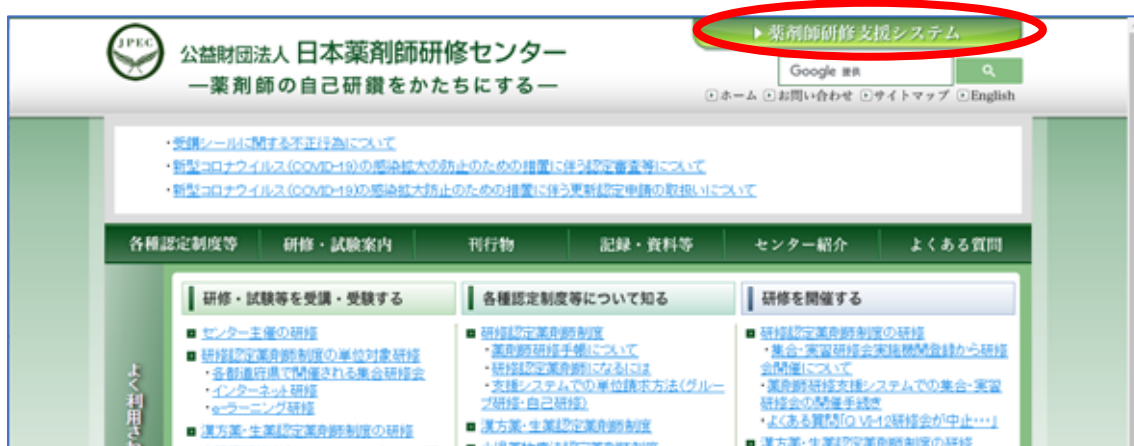 JPEC
公益財団法人 日本薬剤師研修センター
―薬剤師の自己研鑽をかたちにする―
薬剤師研修支援システム
Google 提供
ホーム お問い合わせ サイトマップ English
・受講シールに関する不正行為について
・新型コロナウイルス(COVID-19)の感染拡大の防止のための措置に伴う認定審査等について
・新型コロナウイルス(COVID-19)の感染拡大防止のための措置に伴う更新認定申請の取扱いについて
各種認定制度等 研修・試験案内 刊行物 記録・資料等 センター紹介 よくある質問
よく利用さ
研修・試験等を受講・受験する
センター主催の研修
研修認定薬剤師制度の単位対象研修
・各都道府県で開催される集合研修会
・インターネット研修
・e-ラーニング研修
漢方薬・生薬認定薬剤師制度の研修
各種認定制度等について知る
研修認定薬剤師制度
・薬剤師研修手帳について
・研修認定薬剤師になるには
・支援システムでの単位請求方法(グルー
プ研修・自己研修)
漢方薬・生薬認定薬剤師制度
研修を開催する
研修認定薬剤師制度の研修
・集合・実習研修会実施機関登録から研修
会開催について
・薬剤師研修支援システムでの集合・実習
研修会の開催手続き
・よくある質問「Q VI-12研修会が中止・・・」
漢方薬・生薬認定薬剤師制度の研修